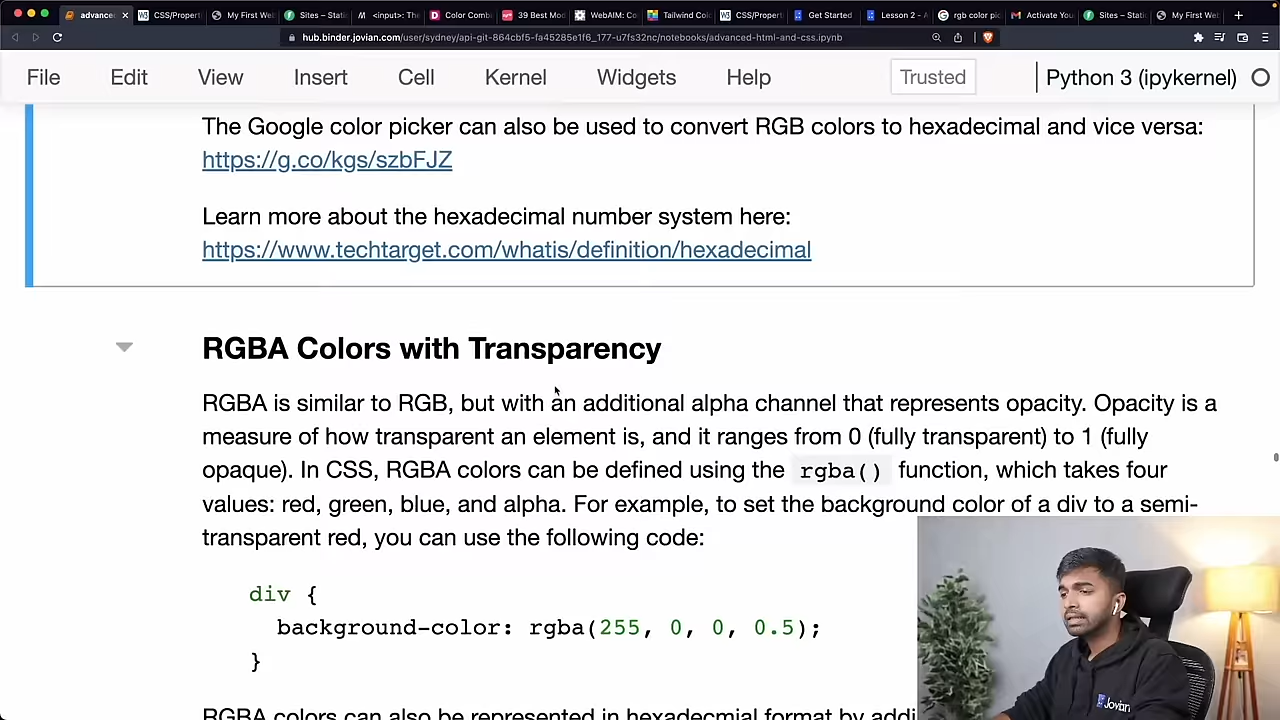 advanced
CSS/Propert
My First Web
Sites – Stati
<input>: The
Color Comb
39 Best Mo
WebAIM: Co
Tailwind Col
CSS/Propert
Get Started
Lesson 2 - A
rgb color pic
Activate You
Sites – Stati
My First Web
hub.binder.jovian.com/user/sydney/api-git-864cbf5-fa45285e1f6_177-u7fs32nc/notebooks/advanced-html-and-css.ipynb
File Edit View Insert Cell Kernel Widgets Help Trusted Python 3 (ipykernel)
The Google color picker can also be used to convert RGB colors to hexadecimal and vice versa:
https://g.co/kgs/szbFJZ
Learn more about the hexadecimal number system here:
https://www.techtarget.com/whatis/definition/hexadecimal
RGBA Colors with Transparency
RGBA is similar to RGB, but with an additional alpha channel that represents opacity. Opacity is a
measure of how transparent an element is, and it ranges from 0 (fully transparent) to 1 (fully
opaque). In CSS, RGBA colors can be defined using the rgba() function, which takes four
values: red, green, blue, and alpha. For example, to set the background color of a div to a semi-
transparent red, you can use the following code:
div {
background-color: rgba(255, 0, 0, 0.5);
}
RGBA colors can also be represented in hexadecmial format by addi
Jovian